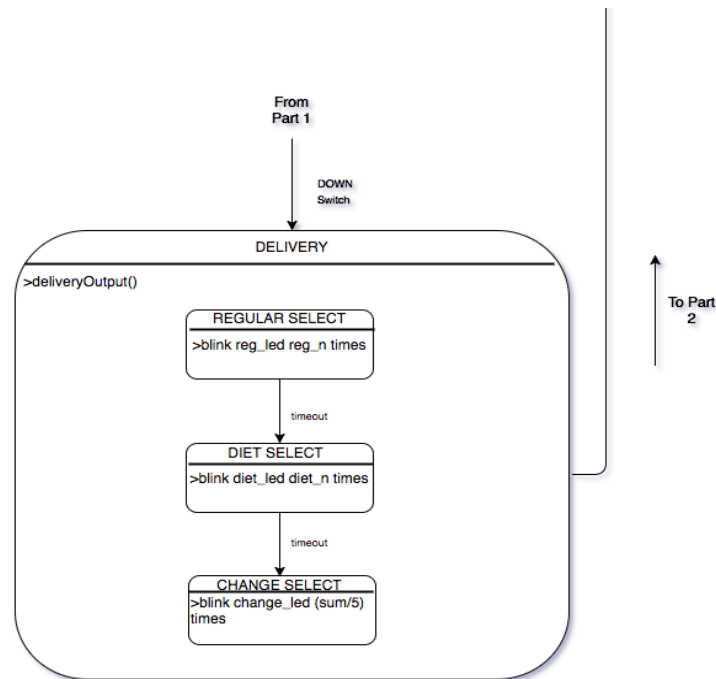 From
Part 1
DOWN
Switch
DELIVERY
>deliveryOutput()
REGULAR SELECT
>blink reg_led reg_n times
timeout
DIET SELECT
>blink diet_led diet_n times
timeout
CHANGE SELECT
>blink change_led (sum/5)
times
To Part
2